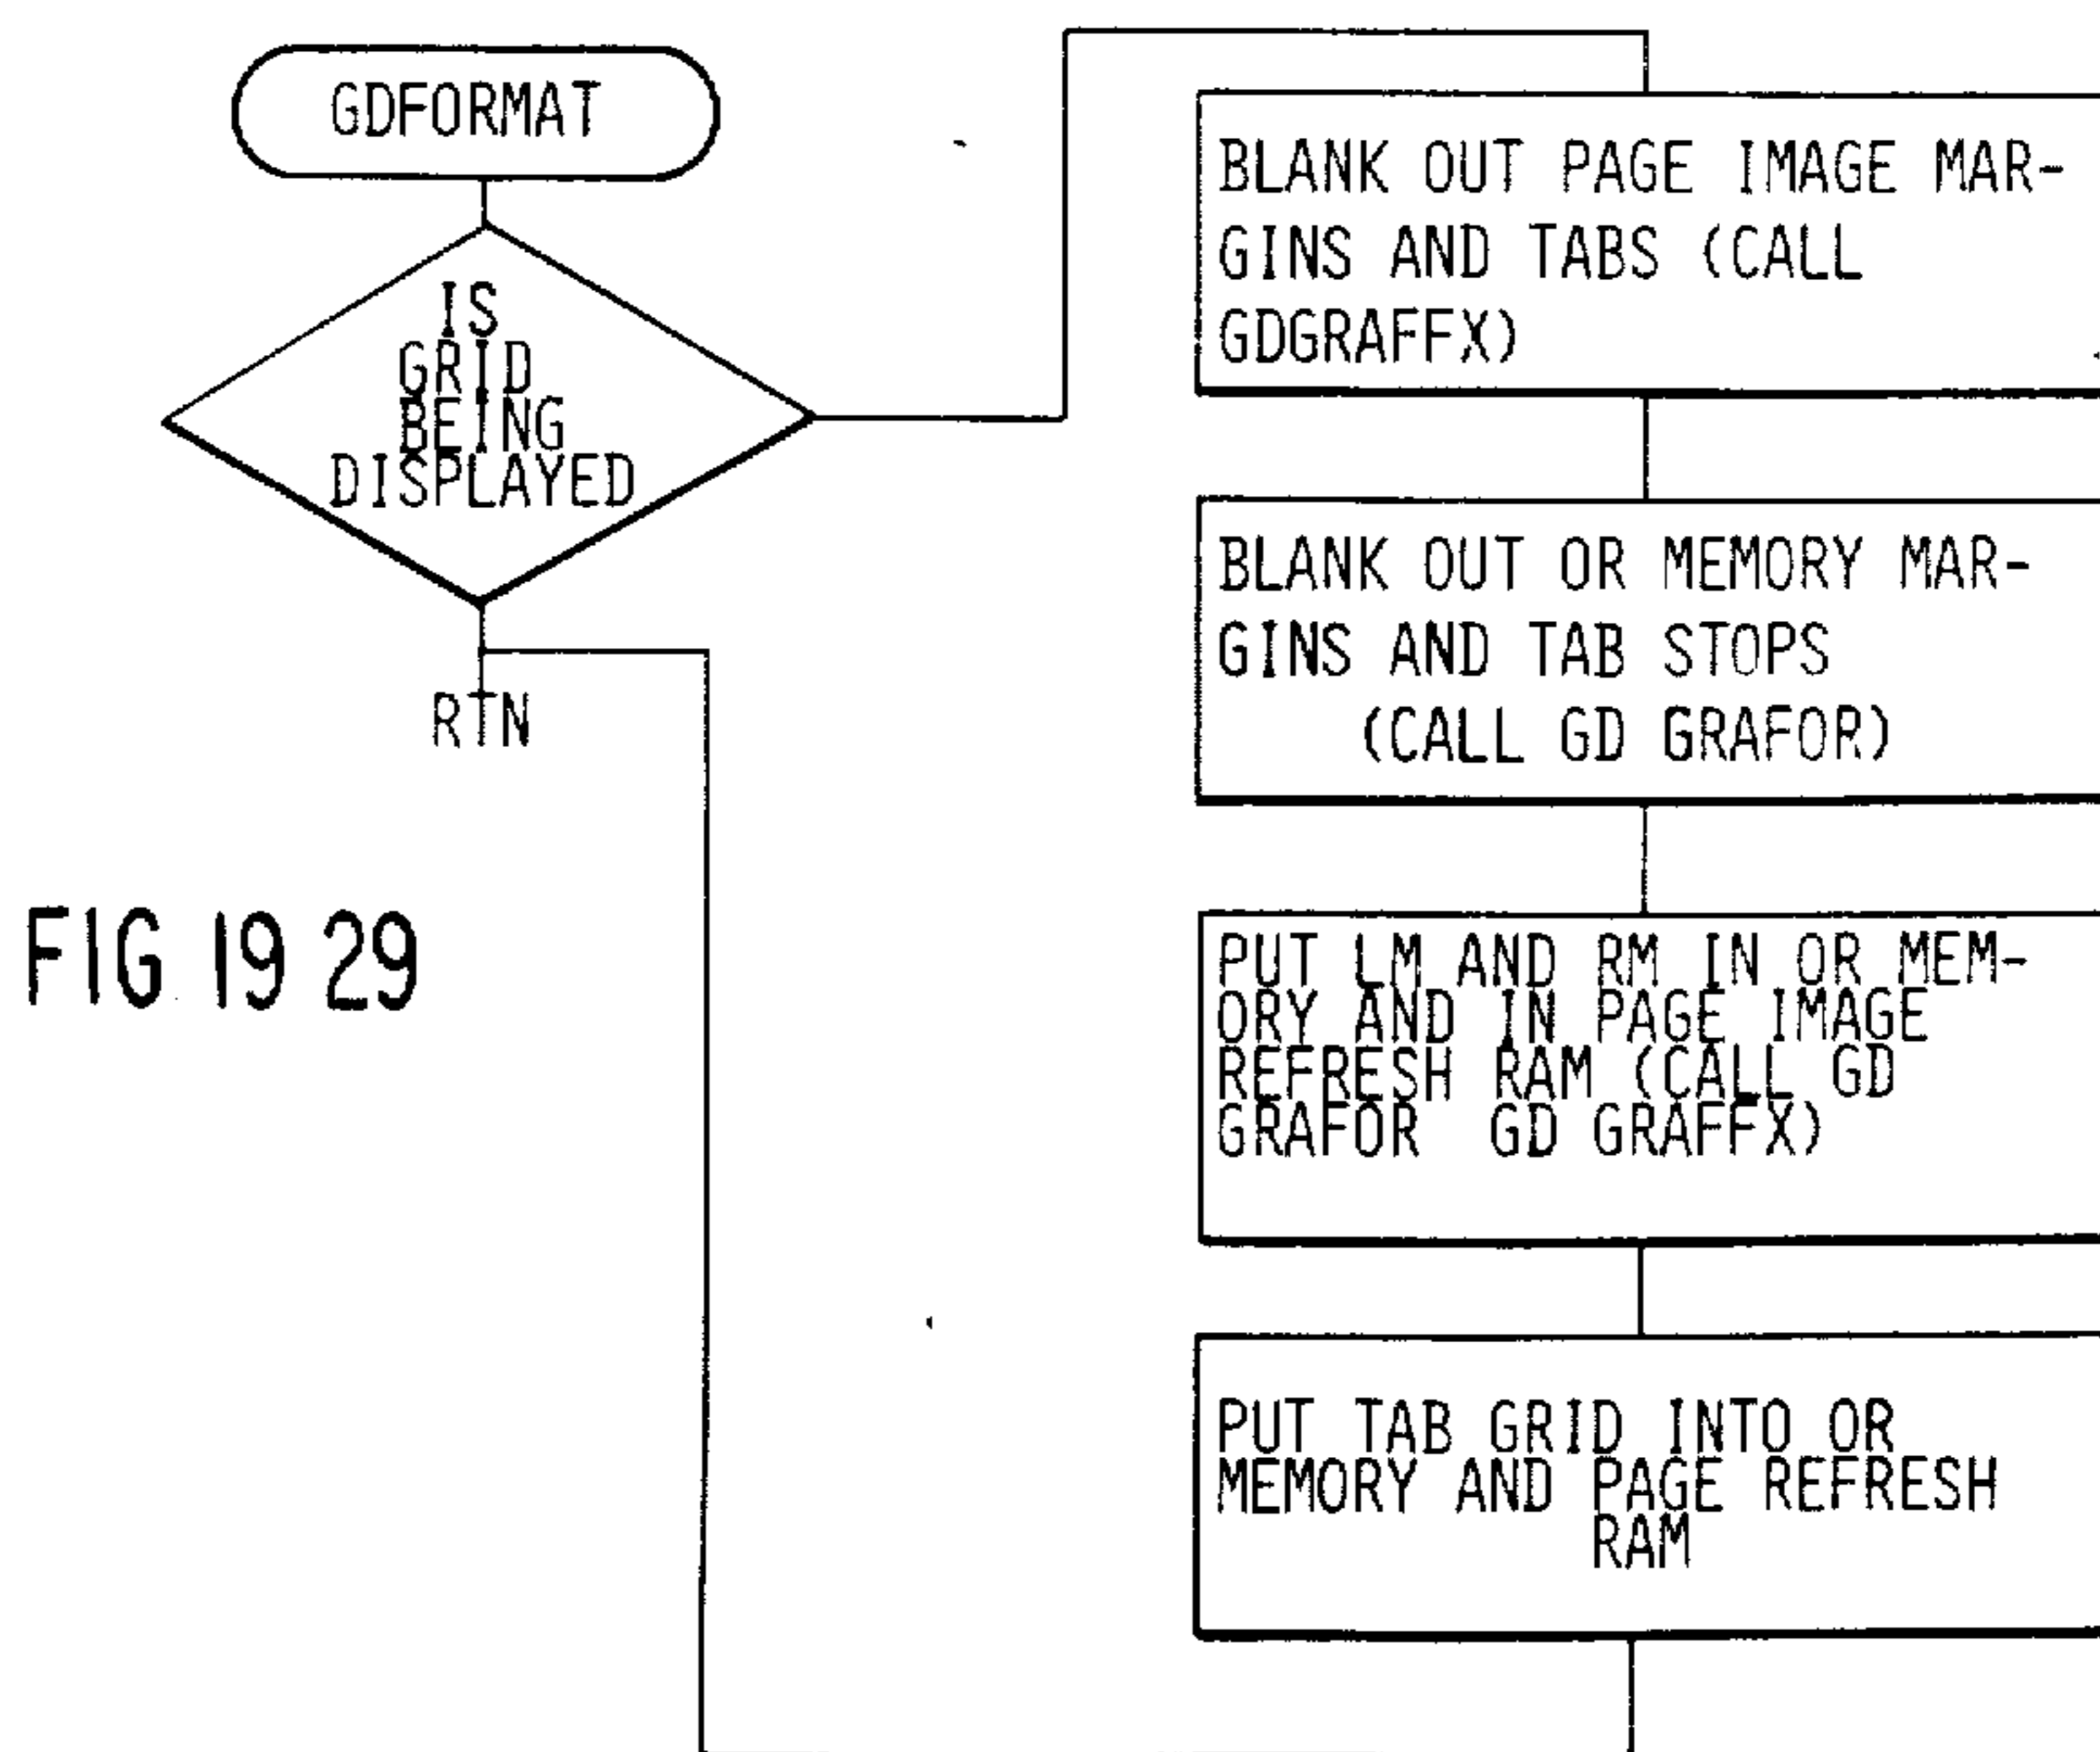 GDFORMAT
IS
GRID
BEING
DISPLAYED
RTN
FIG 19 29
BLANK OUT PAGE IMAGE MAR-
GINS AND TABS (CALL
GDGRAFFX)
BLANK OUT OR MEMORY MAR-
GINS AND TAB STOPS
(CALL GD GRAFOR)
PUT LM AND RM IN OR MEM-
ORY AND IN PAGE IMAGE
REFRESH RAM (CALL GD
GRAFOR GD GRAFFX)
PUT TAB GRID INTO OR
MEMORY AND PAGE REFRESH
RAM